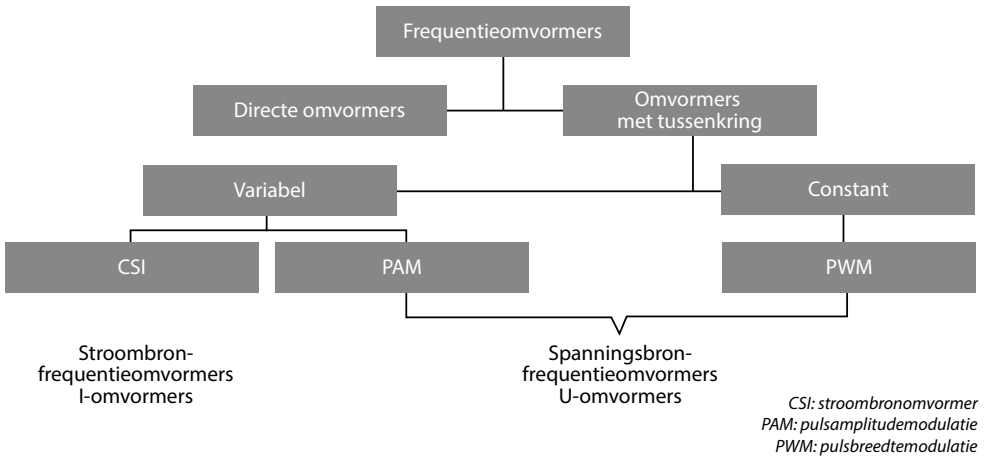 Frequentieomvormers
Directe omvormers
Omvormers
met tussenkring
Variabel
Constant
CSI
PAM
PWM
Stroombron-
frequentieomvormers
I-omvormers
Spanningsbron-
frequentieomvormers
U-omvormers
CSI: stroombronomvormer
PAM: pulsamplitudemodulatie
PWM: pulsbreedtemodulatie